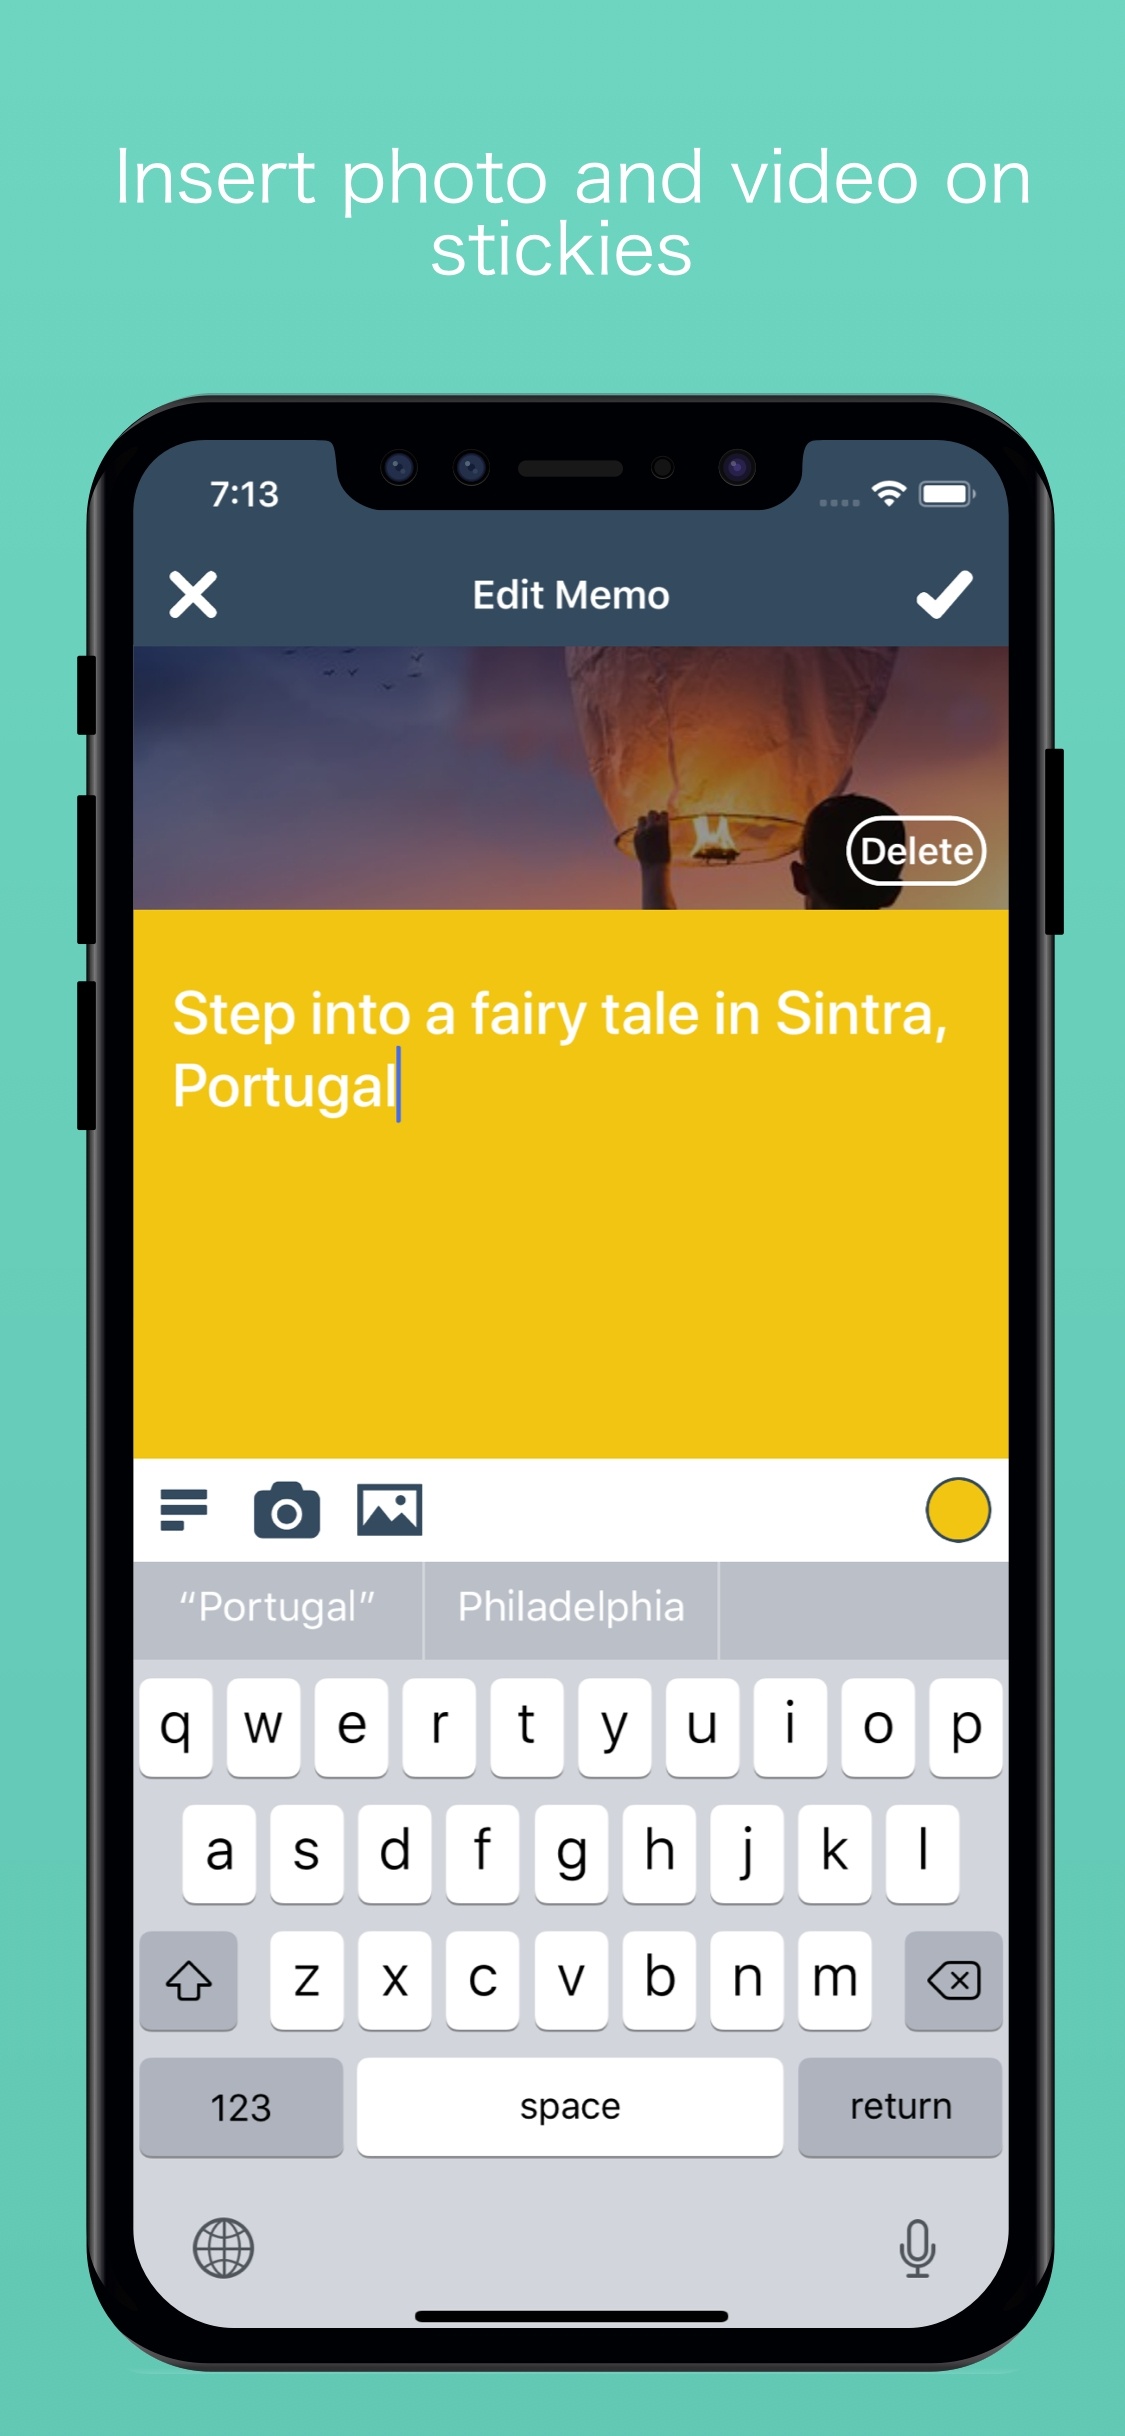 Insert photo and video on
stickies
7:13
Edit Memo
Delete
Step into a fairy tale in Sintra,
Portugal
“Portugal” Philadelphia
q w e r t y u i o p
a s d f g h j k l
z x c v b n m
123 space return